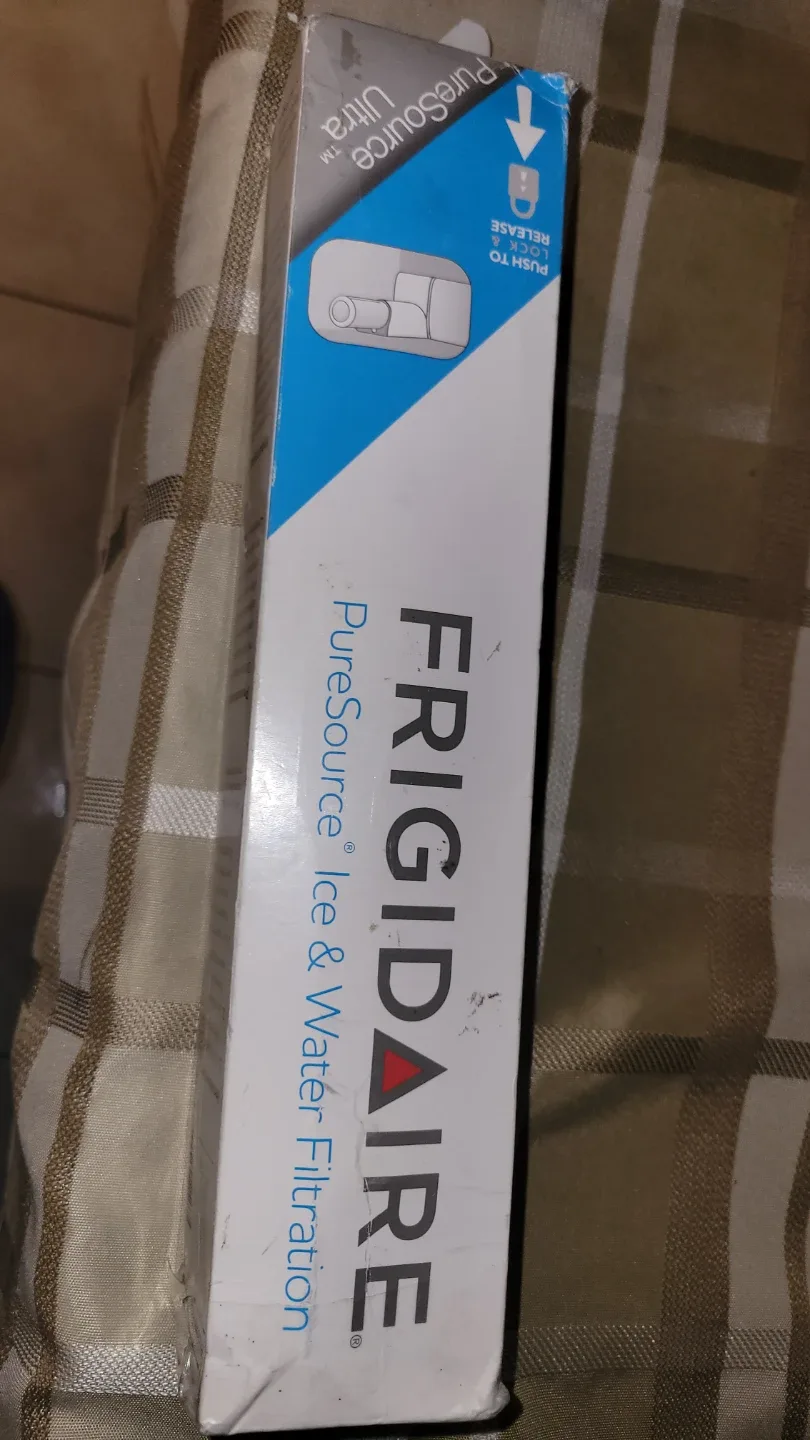 PureSource
Ultra™
PUSH TO
LOCK &
RELEASE
FRIGIDAIRE®
PureSource® Ice & Water Filtration